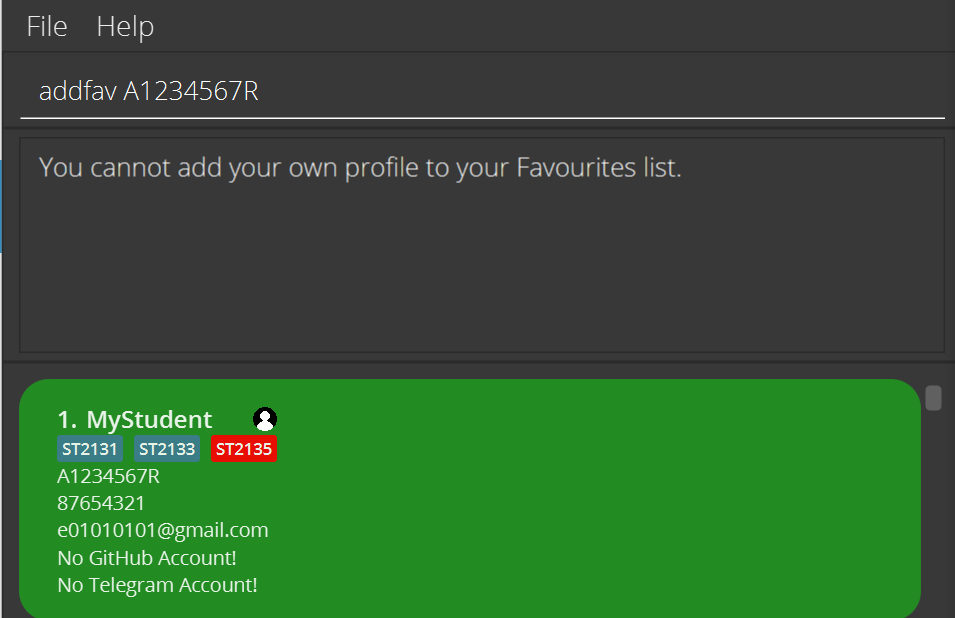 File Help
addfav A1234567R
You cannot add your own profile to your Favourites list.
1. MyStudent
ST2131 ST2133 ST2135
A1234567R
87654321
e01010101@gmail.com
No GitHub Account!
No Telegram Account!